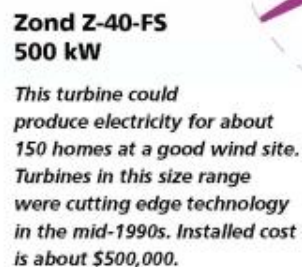 Zond Z-40-FS
500 kW
This turbine could
produce electricity for about
150 homes at a good wind site.
Turbines in this size range
were cutting edge technology
in the mid-1990s. Installed cost
is about $500,000.